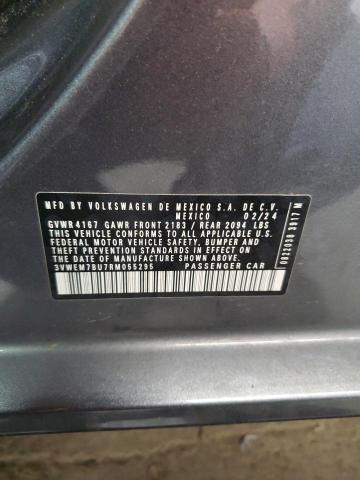 MFD BY VOLKSWAGEN DE MEXICO S.A. DE C.V.
MEXICO 02/24
GVWR 4167 GAWR FRONT 2183 / REAR 2094 LBS
THIS VEHICLE CONFORMS TO ALL APPLICABLE U.S.
FEDERAL MOTOR VEHICLE SAFETY, BUMPER AND
THEFT PREVENTION STANDARDS IN EFFECT ON
THE DATE OF MANUFACTURE SHOWN ABOVE
3VWEM7BU7RM055295 PASSENGER CAR
0822038 3817 M